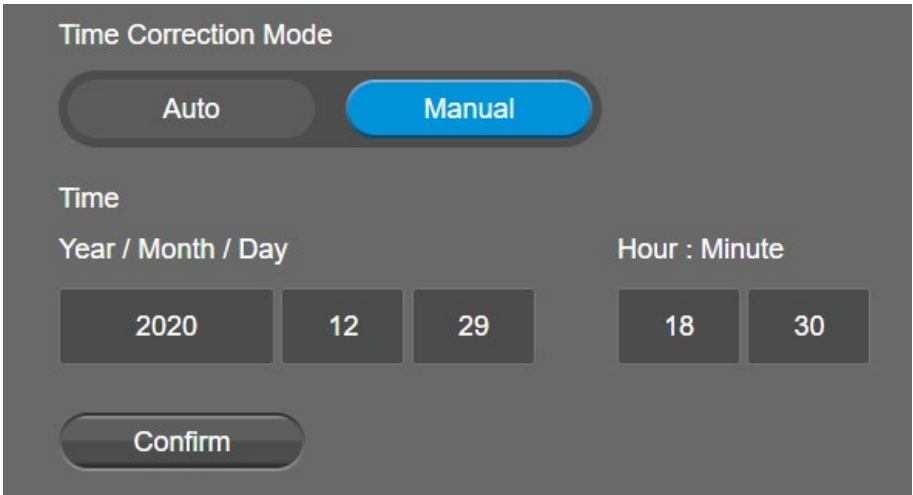 Time Correction Mode
Auto Manual
Time
Year / Month / Day Hour : Minute
2020 12 29 18 30
Confirm